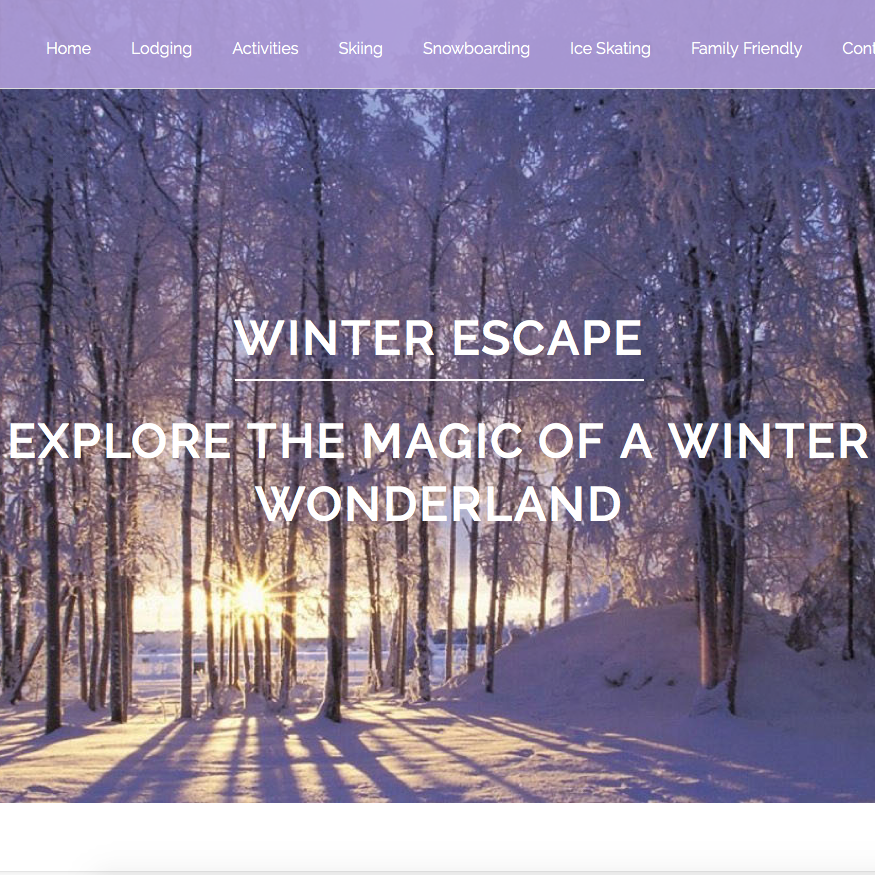 Home Lodging Activities Skiing Snowboarding Ice Skating Family Friendly Cont
WINTER ESCAPE
EXPLORE THE MAGIC OF A WINTER
WONDERLAND